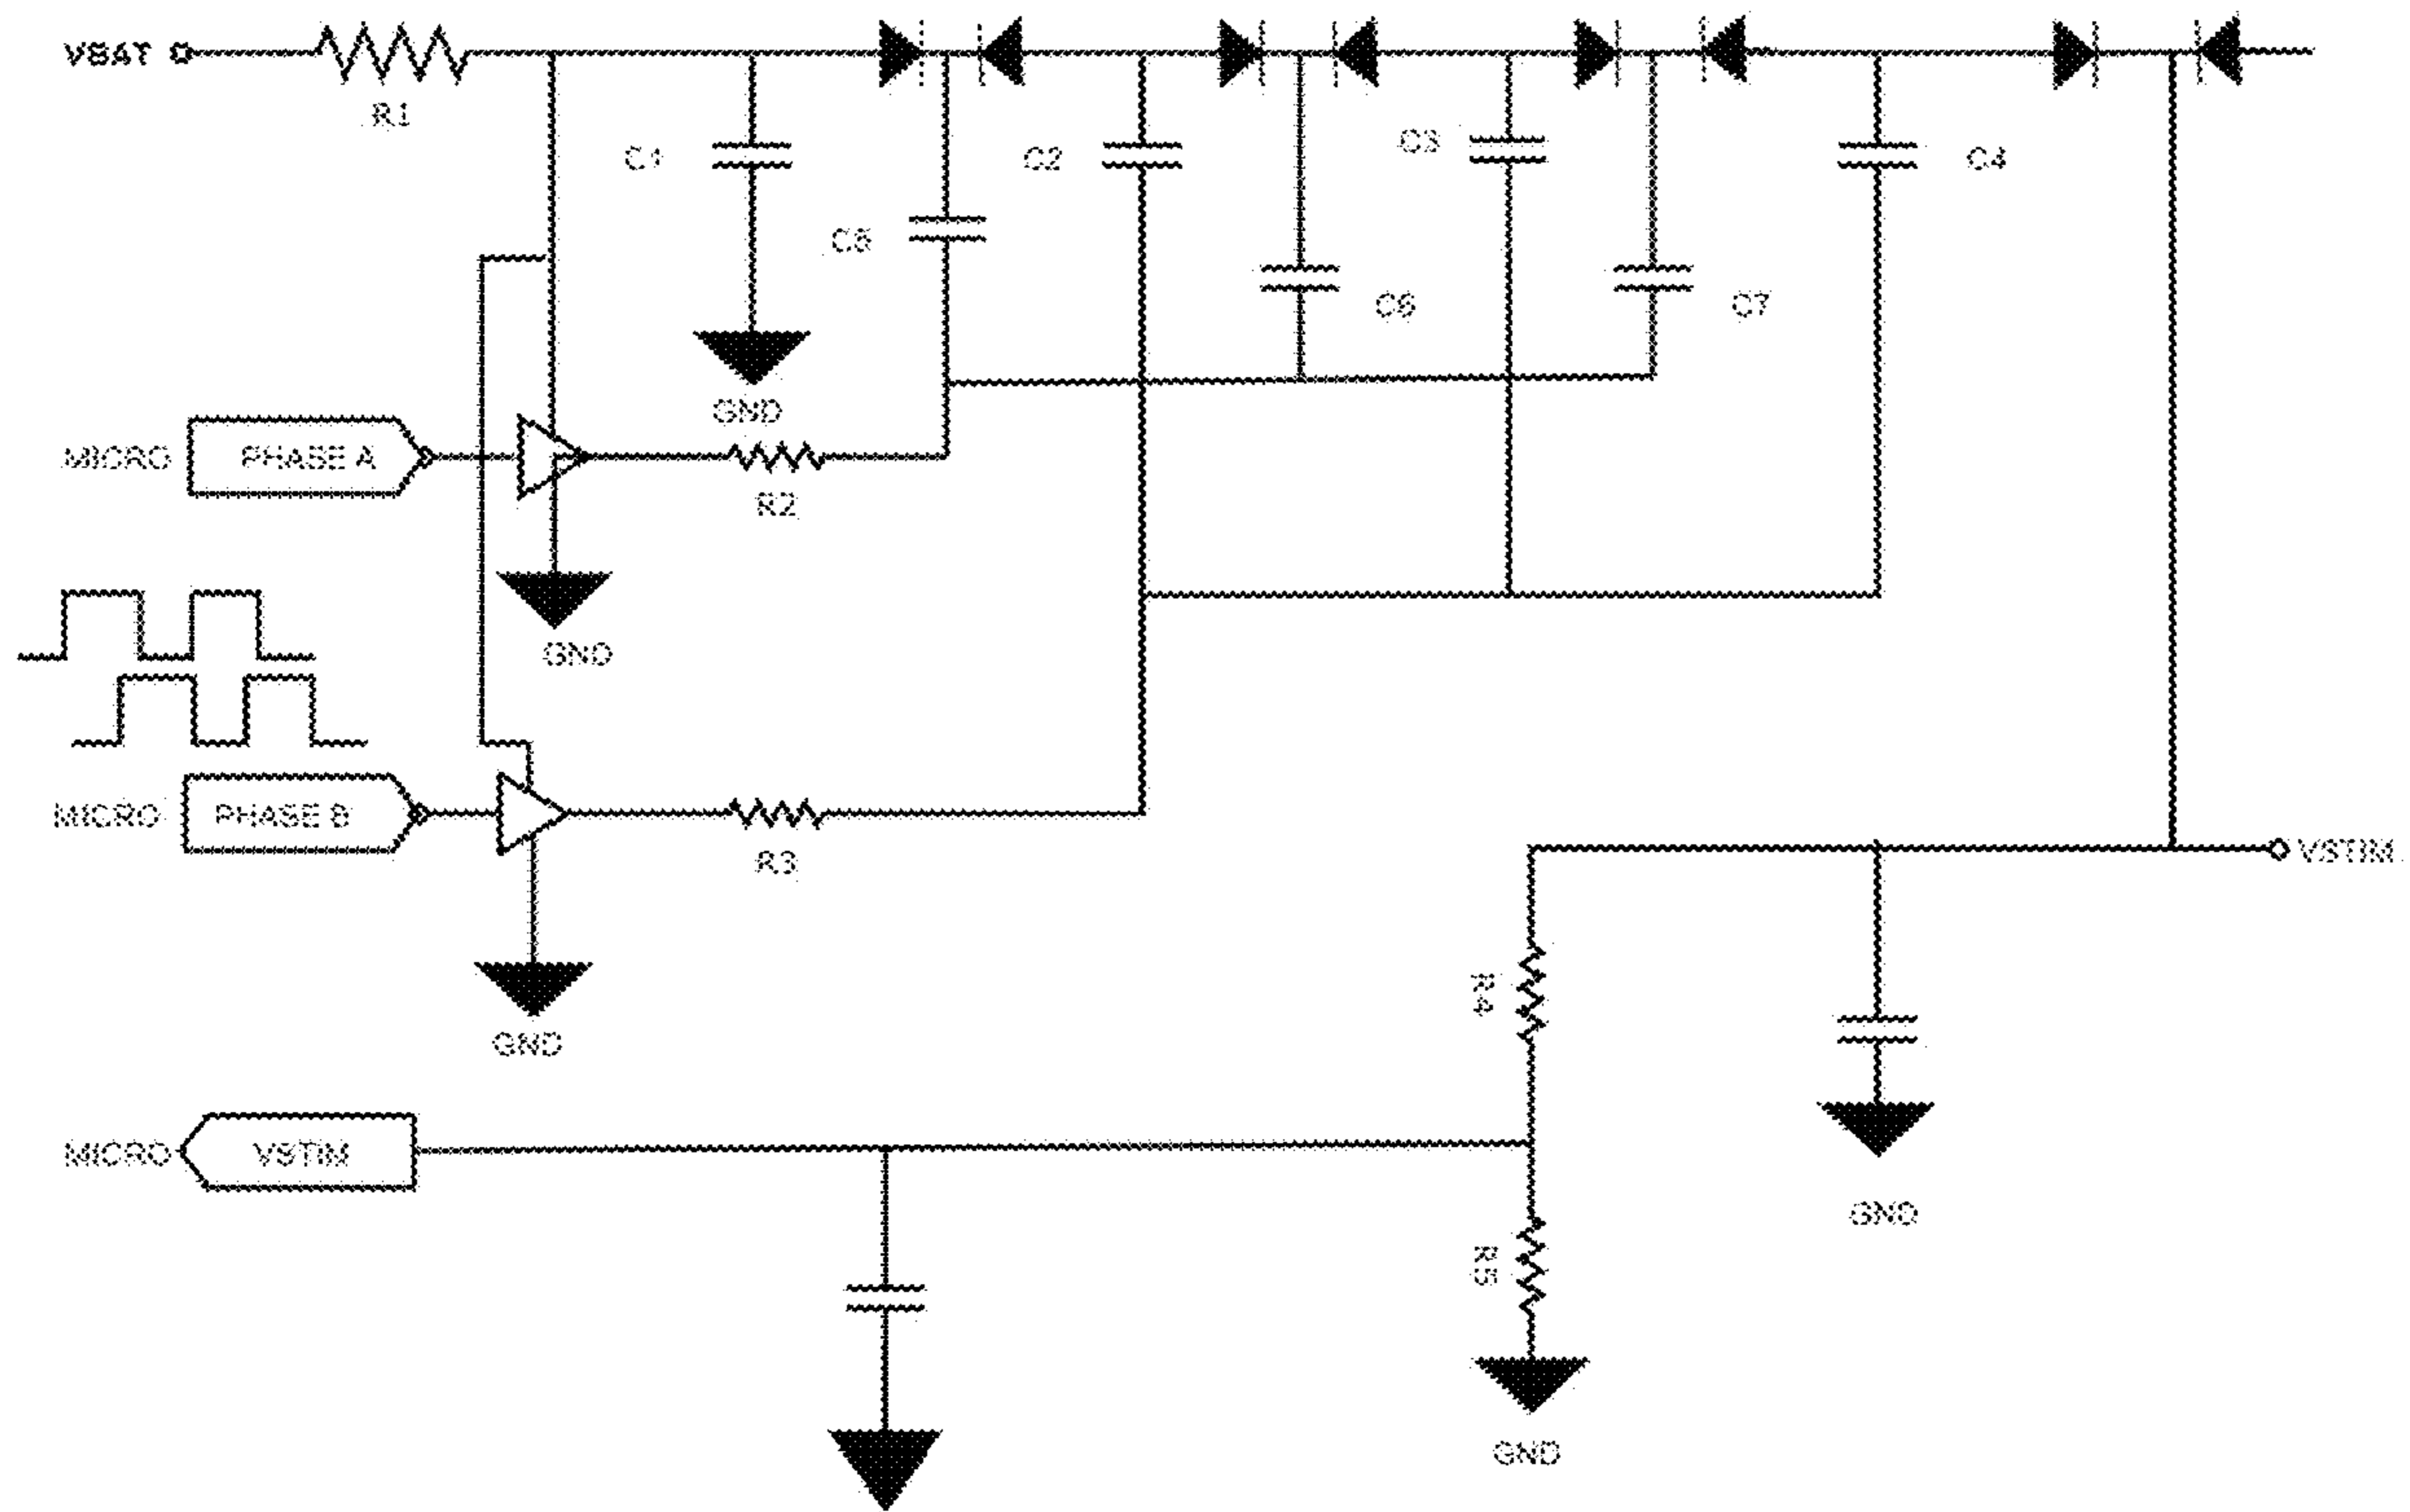 VBAT
R1
C1
C2
C3
C4
C5
C6
C7
GND
MICRO
PHASE A
R2
GND
MICRO
PHASE B
R3
VSTIM
R4
GND
MICRO
VSTIM
GND
R5
GND